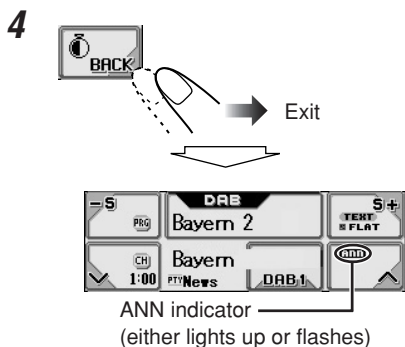 4
BACK
Exit
DAB
–S
S+
PRG
Bayern 2
TEXT
FLAT
CH
Bayern
ANN
1:00
PTY News
DAB1
ANN indicator
(either lights up or flashes)